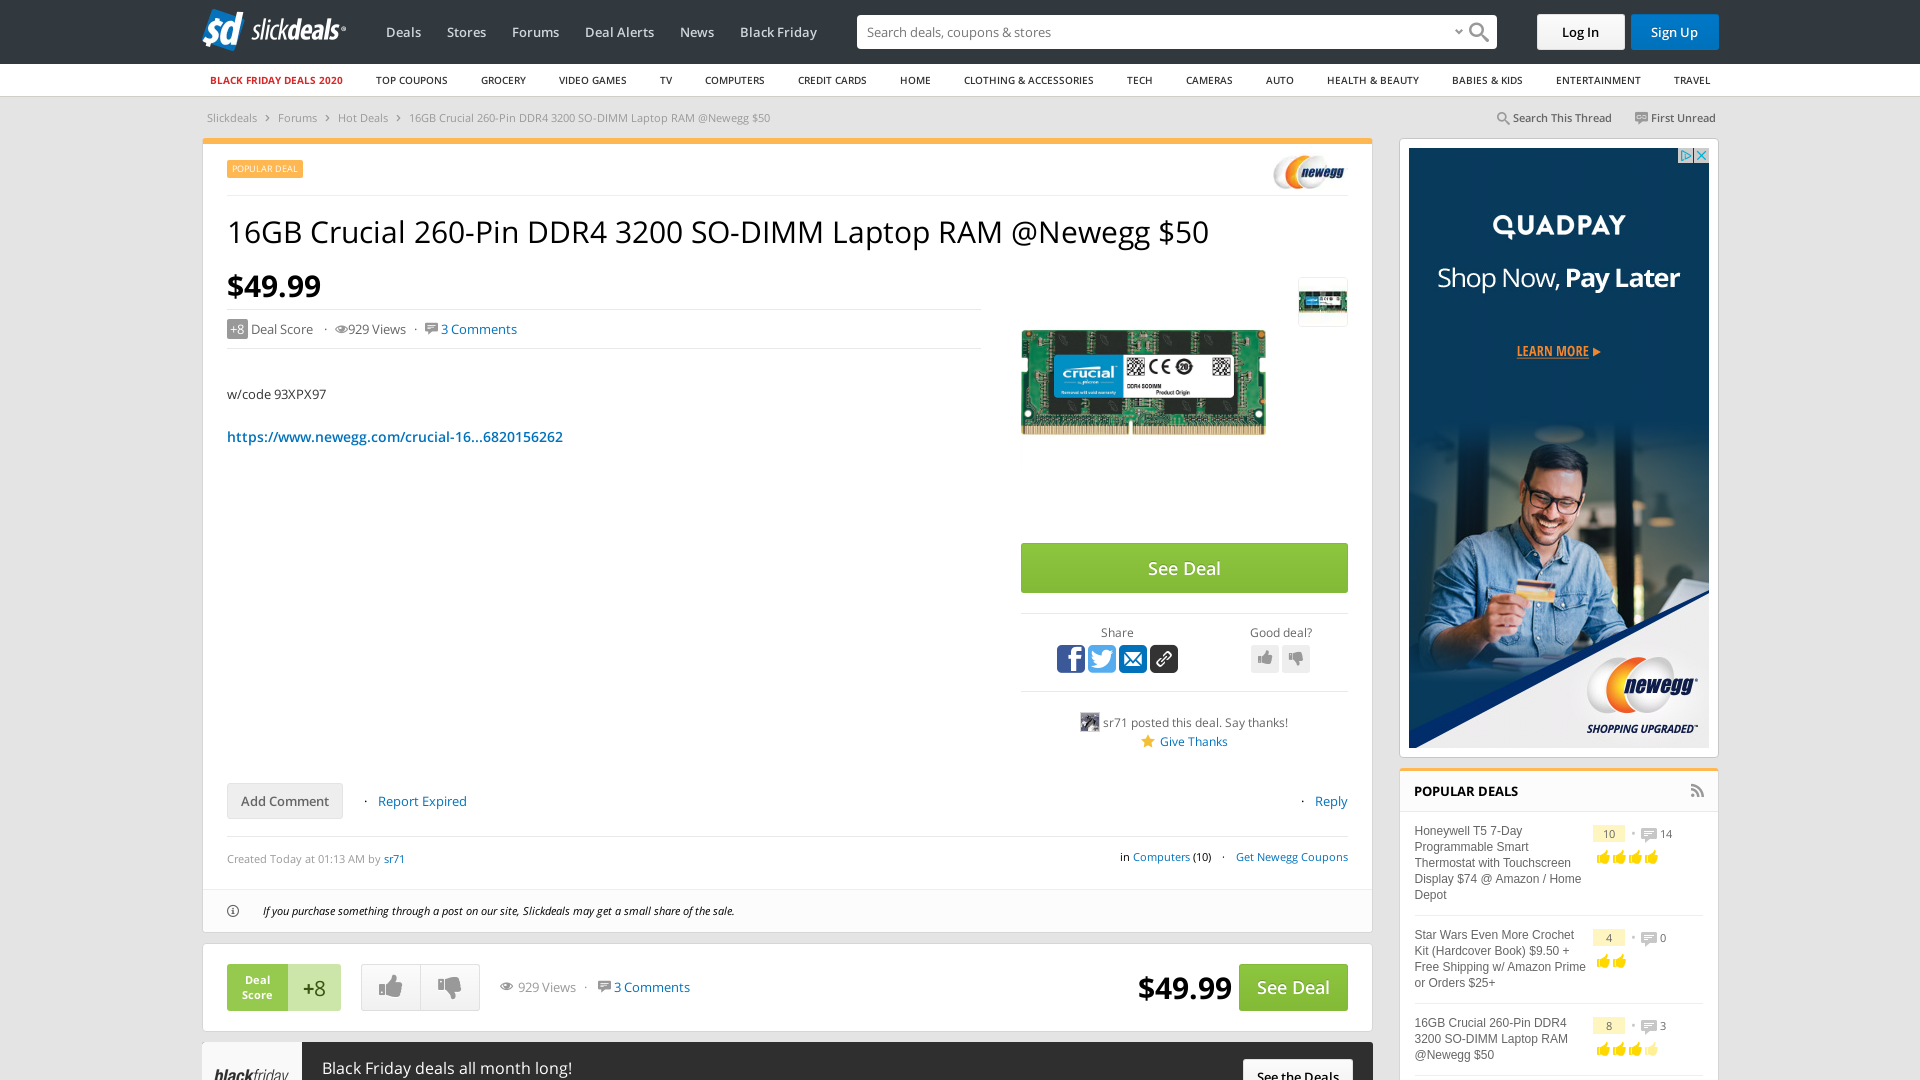 slickdeals
Deals
Stores
Forums
Deal Alerts
News
Black Friday
Search deals, coupons & stores
Log In
Sign Up
BLACK FRIDAY DEALS 2020
TOP COUPONS
GROCERY
VIDEO GAMES
TV
COMPUTERS
CREDIT CARDS
HOME
CLOTHING & ACCESSORIES
TECH
CAMERAS
AUTO
HEALTH & BEAUTY
BABIES & KIDS
ENTERTAINMENT
TRAVEL
Slickdeals › Forums › Hot Deals › 16GB Crucial 260-Pin DDR4 3200 SO-DIMM Laptop RAM @Newegg $50
Search This Thread
First Unread
POPULAR DEAL
newegg
16GB Crucial 260-Pin DDR4 3200 SO-DIMM Laptop RAM @Newegg $50
$49.99
+8 Deal Score · 929 Views · 3 Comments
w/code 93XPX97
https://www.newegg.com/crucial-16...6820156262
crucial
by Micron
DDR4 SODIMM
Product Origin
See Deal
Share
Good deal?
sr71 posted this deal. Say thanks!
Give Thanks
Add Comment
· Report Expired
· Reply
Created Today at 01:13 AM by sr71
in Computers (10) · Get Newegg Coupons
If you purchase something through a post on our site, Slickdeals may get a small share of the sale.
Deal
Score
+8
929 Views · 3 Comments
$49.99
See Deal
blackfriday
Black Friday deals all month long!
See the Deals
QUADPAY
Shop Now, Pay Later
LEARN MORE
newegg
SHOPPING UPGRADED™
POPULAR DEALS
Honeywell T5 7-Day
Programmable Smart
Thermostat with Touchscreen
Display $74 @ Amazon / Home
Depot
10 • 14
Star Wars Even More Crochet
Kit (Hardcover Book) $9.50 +
Free Shipping w/ Amazon Prime
or Orders $25+
4 • 0
16GB Crucial 260-Pin DDR4
3200 SO-DIMM Laptop RAM
@Newegg $50
8 • 3